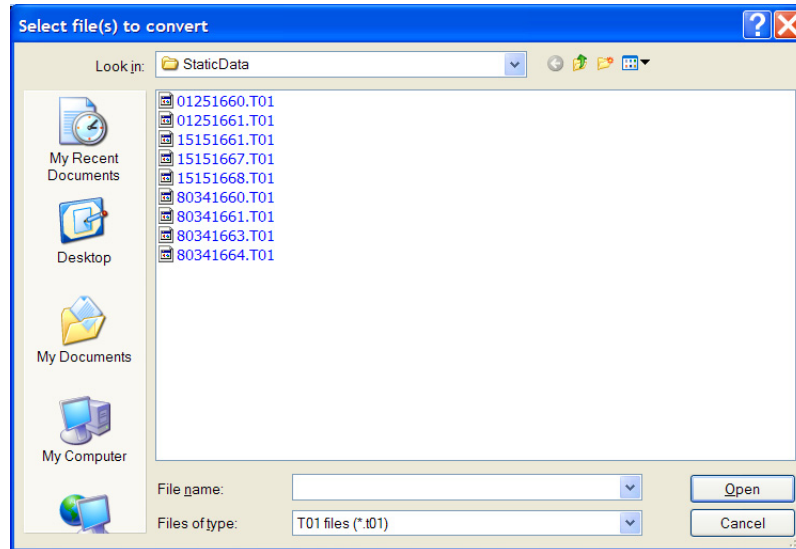 Select file(s) to convert
Look in: StaticData
01251660.T01
01251661.T01
15151661.T01
15151667.T01
15151668.T01
80341660.T01
80341661.T01
80341663.T01
80341664.T01
My Recent
Documents
Desktop
My Documents
My Computer
File name: Open
Files of type: T01 files (*.t01) Cancel